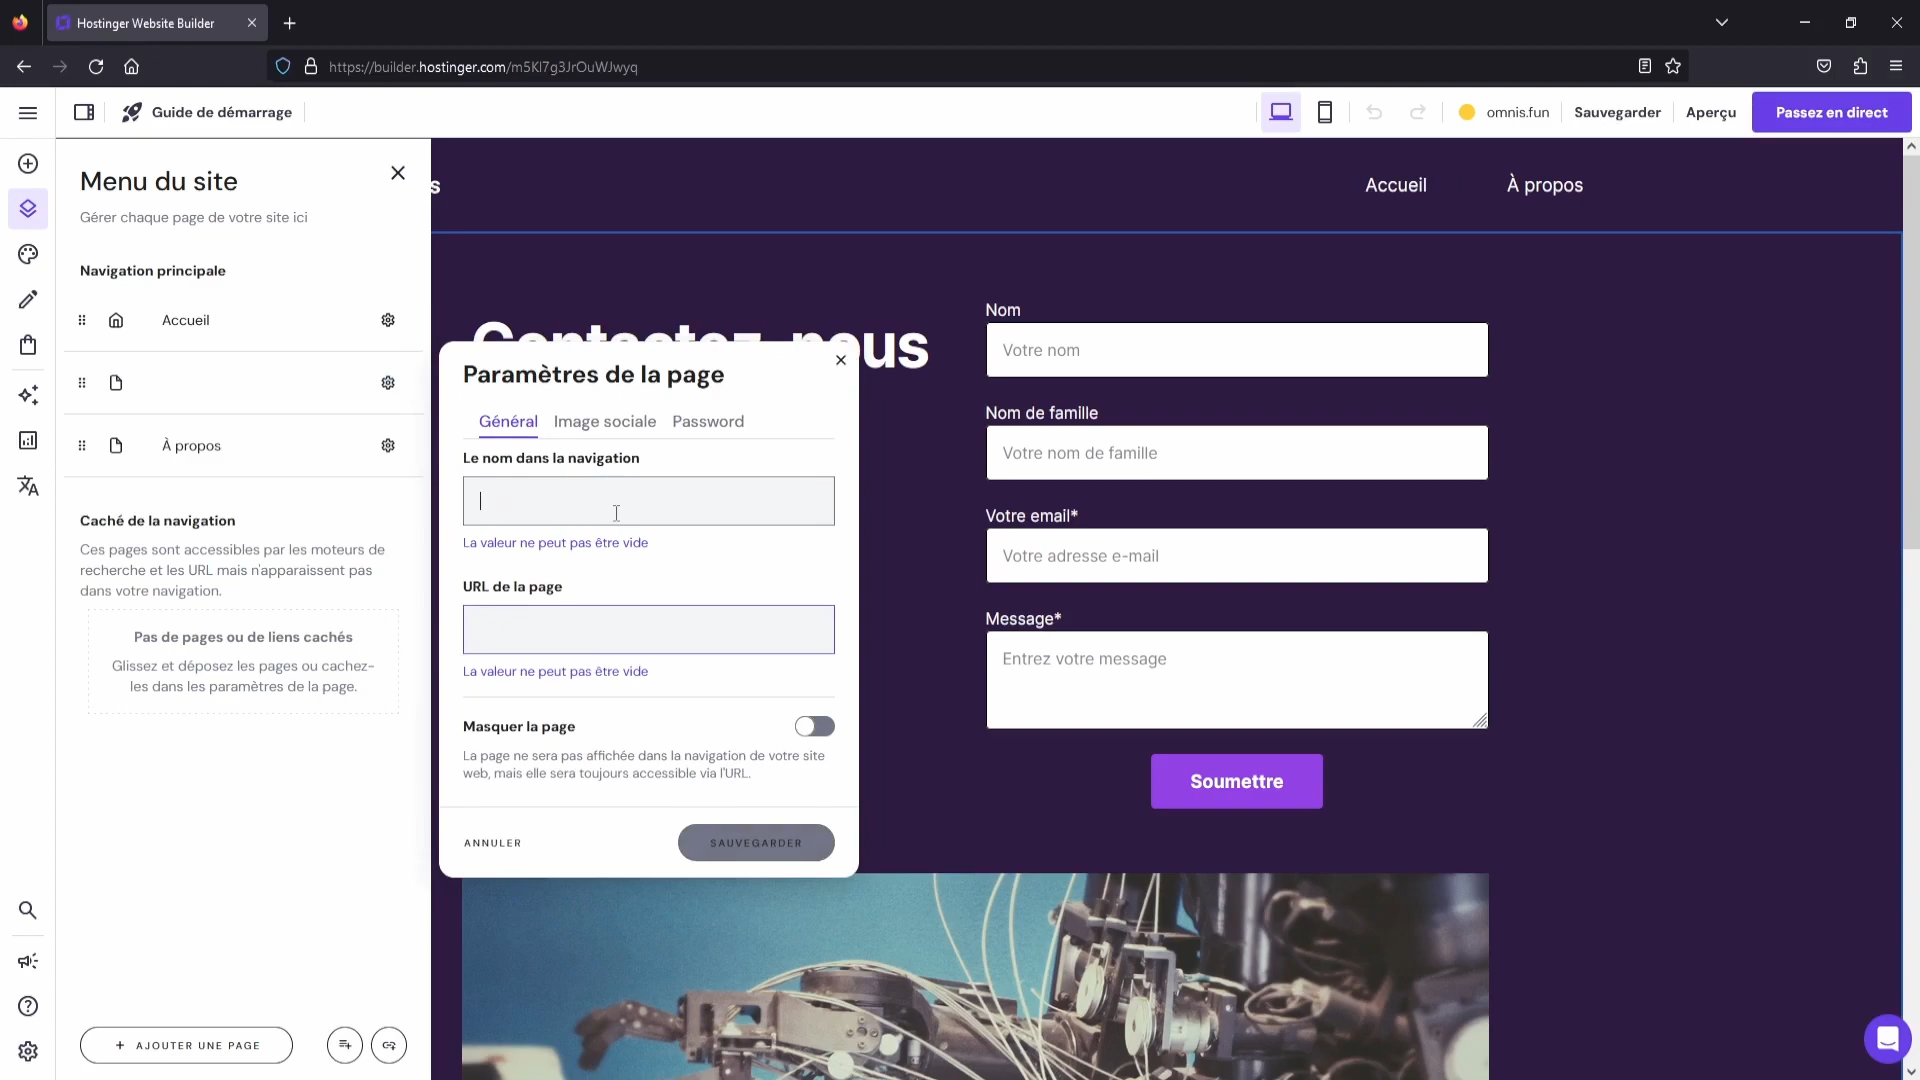 Hostinger Website Builder
https://builder.hostinger.com/m5Kl7g3JrOuWJwyq
Guide de démarrage
omnis.fun
Sauvegarder
Aperçu
Passez en direct
Menu du site
Gérer chaque page de votre site ici
Navigation principale
Accueil
À propos
Caché de la navigation
Ces pages sont accessibles par les moteurs de
recherche et les URL mais n'apparaissent pas
dans votre navigation.
Pas de pages ou de liens cachés
Glissez et déposez les pages ou cachez-
les dans les paramètres de la page.
+ AJOUTER UNE PAGE
s
Accueil
À propos
Contactez-nous
Paramètres de la page
Général
Image sociale
Password
Le nom dans la navigation
La valeur ne peut pas être vide
URL de la page
La valeur ne peut pas être vide
Masquer la page
La page ne sera pas affichée dans la navigation de votre site
web, mais elle sera toujours accessible via l'URL.
ANNULER
SAUVEGARDER
Nom
Votre nom
Nom de famille
Votre nom de famille
Votre email*
Votre adresse e-mail
Message*
Entrez votre message
Soumettre